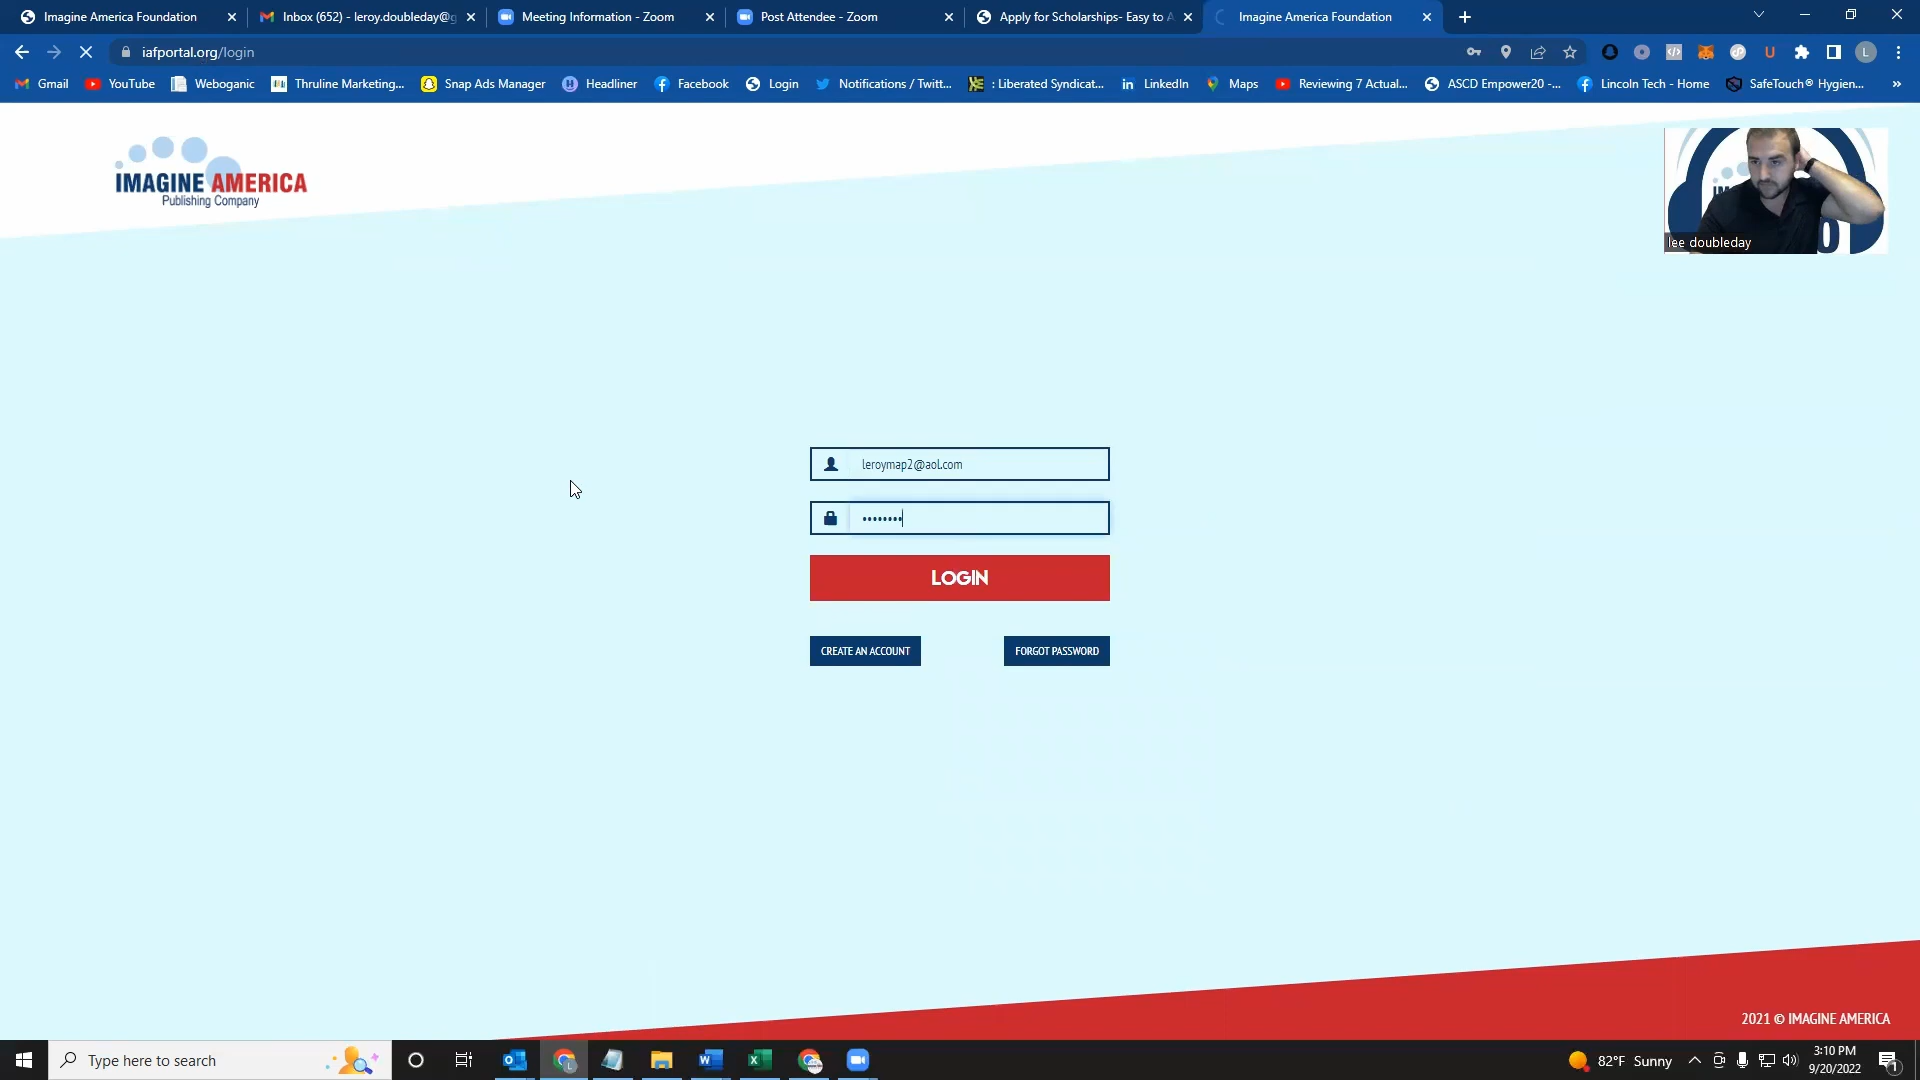 Imagine America Foundation
Inbox (652) - leroy.doubleday@g
Meeting Information - Zoom
Post Attendee - Zoom
Apply for Scholarships- Easy to A
Imagine America Foundation
iafportal.org/login
L
Gmail
YouTube
Weboganic
Thruline Marketing...
Snap Ads Manager
Headliner
Facebook
Login
Notifications / Twitt...
: Liberated Syndicat...
LinkedIn
Maps
Reviewing 7 Actual...
ASCD Empower20 -...
Lincoln Tech - Home
SafeTouch® Hygien...
IMAGINE AMERICA
Publishing Company
lee doubleday
leroymap2@aol.com
LOGIN
CREATE AN ACCOUNT
FORGOT PASSWORD
2021 © IMAGINE AMERICA
Type here to search
82°F Sunny
3:10 PM
9/20/2022
1